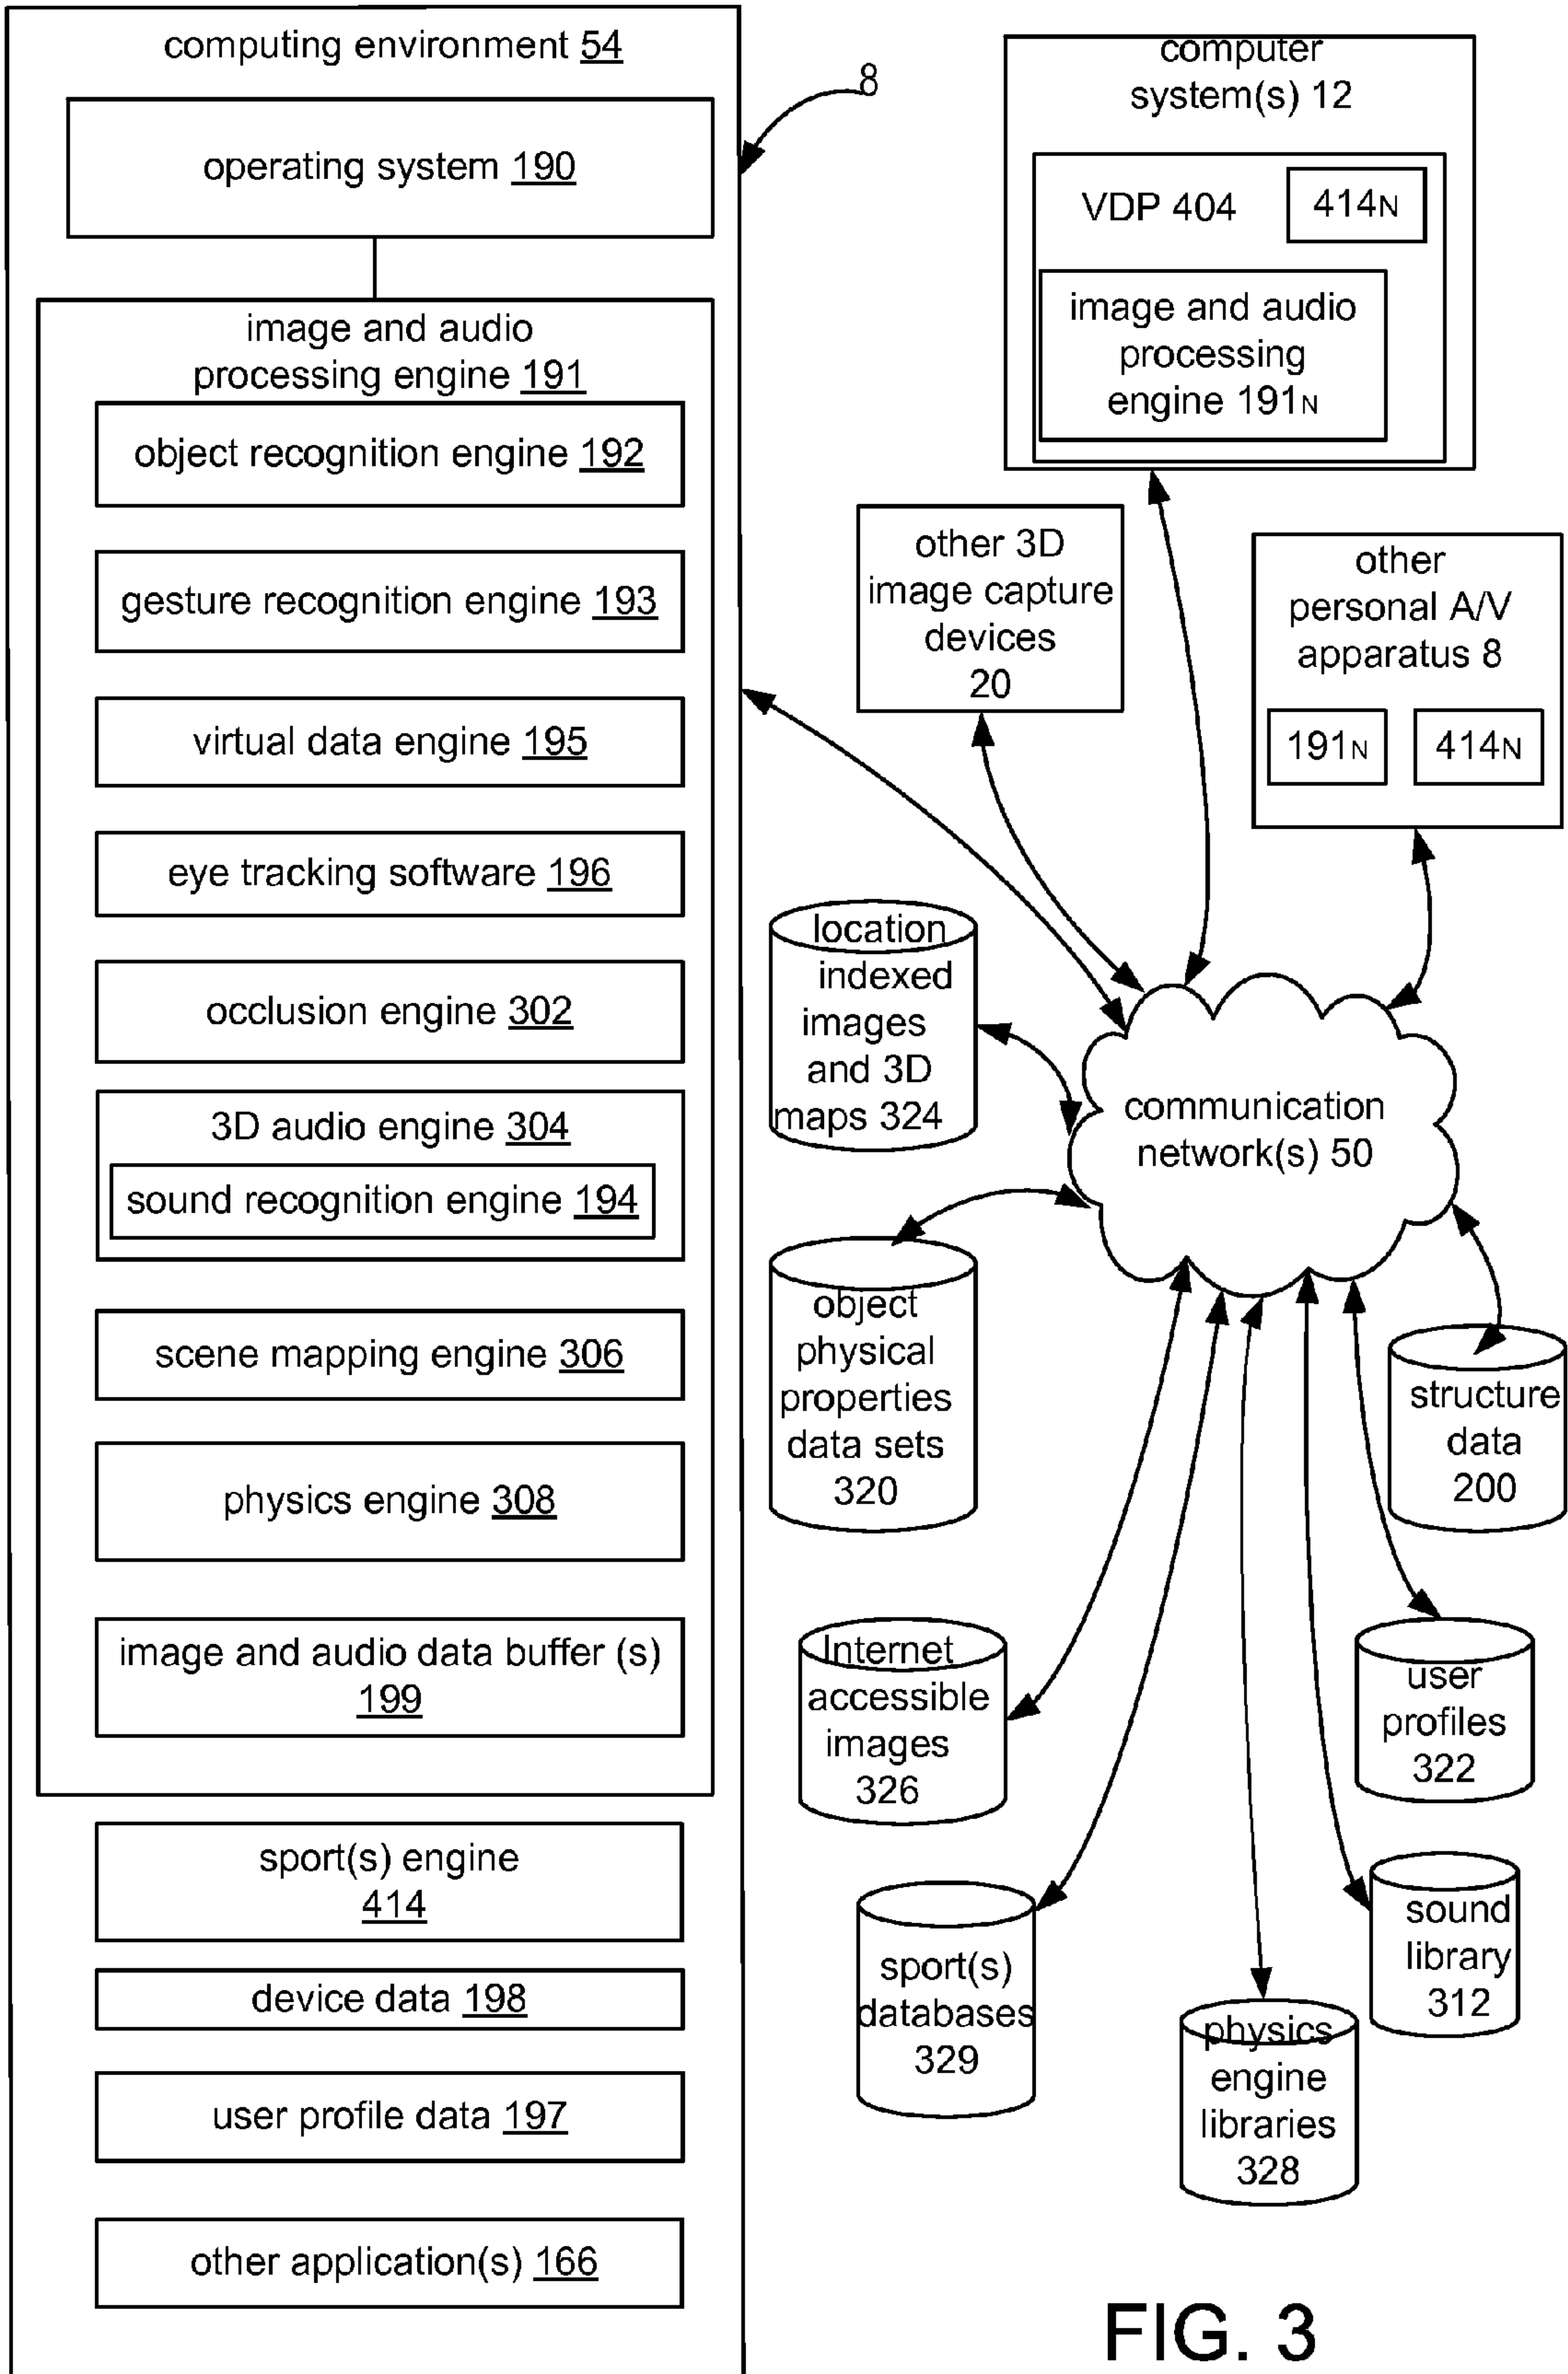 computing environment 54
operating system 190
image and audio
processing engine 191
object recognition engine 192
gesture recognition engine 193
virtual data engine 195
eye tracking software 196
occlusion engine 302
3D audio engine 304
sound recognition engine 194
scene mapping engine 306
physics engine 308
image and audio data buffer (s)
199
sport(s) engine
414
device data 198
user profile data 197
other application(s) 166
8
computer
system(s) 12
VDP 404
414N
image and audio
processing
engine 191N
other 3D
image capture
devices
20
other
personal A/V
apparatus 8
191N
414N
location
indexed
images
and 3D
maps 324
communication
network(s) 50
object
physical
properties
data sets
320
structure
data
200
Internet
accessible
images
326
user
profiles
322
sport(s)
databases
329
sound
library
312
physics
engine
libraries
328
FIG. 3